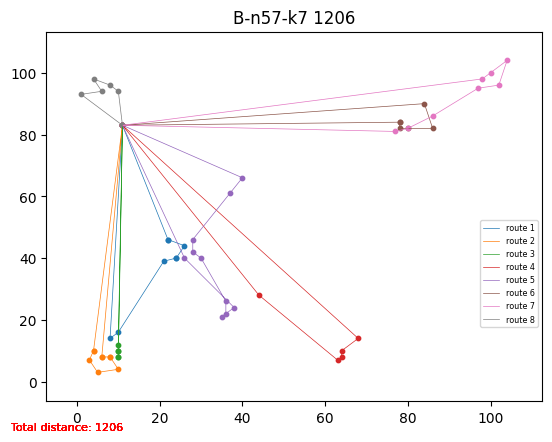 B-n57-k7 1206
100
80
60
40
20
0
route 1
route 2
route 3
route 4
route 5
route 6
route 7
route 8
0
20
40
60
80
100
Total distance: 1206